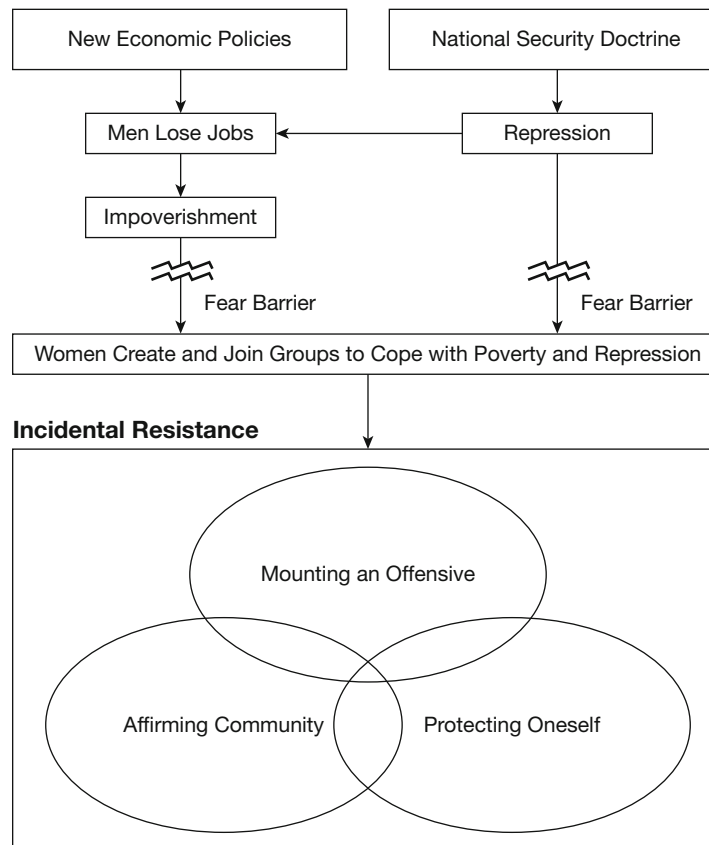 New Economic Policies
National Security Doctrine
Men Lose Jobs
Repression
Impoverishment
Fear Barrier
Fear Barrier
Women Create and Join Groups to Cope with Poverty and Repression
Incidental Resistance
Mounting an Offensive
Affirming Community
Protecting Oneself